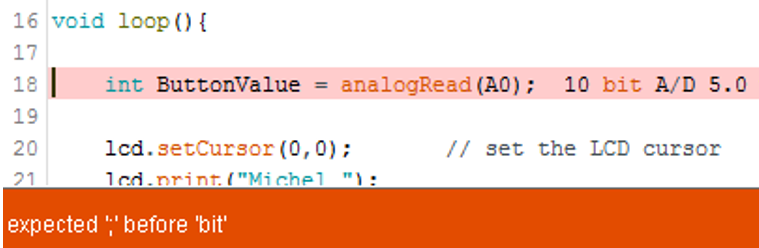 16 void loop(){
17
18 int ButtonValue = analogRead(A0); 10 bit A/D 5.0
19
20 lcd.setCursor(0,0); // set the LCD cursor
21 lcd.print("Michel ");
expected ';' before 'bit'